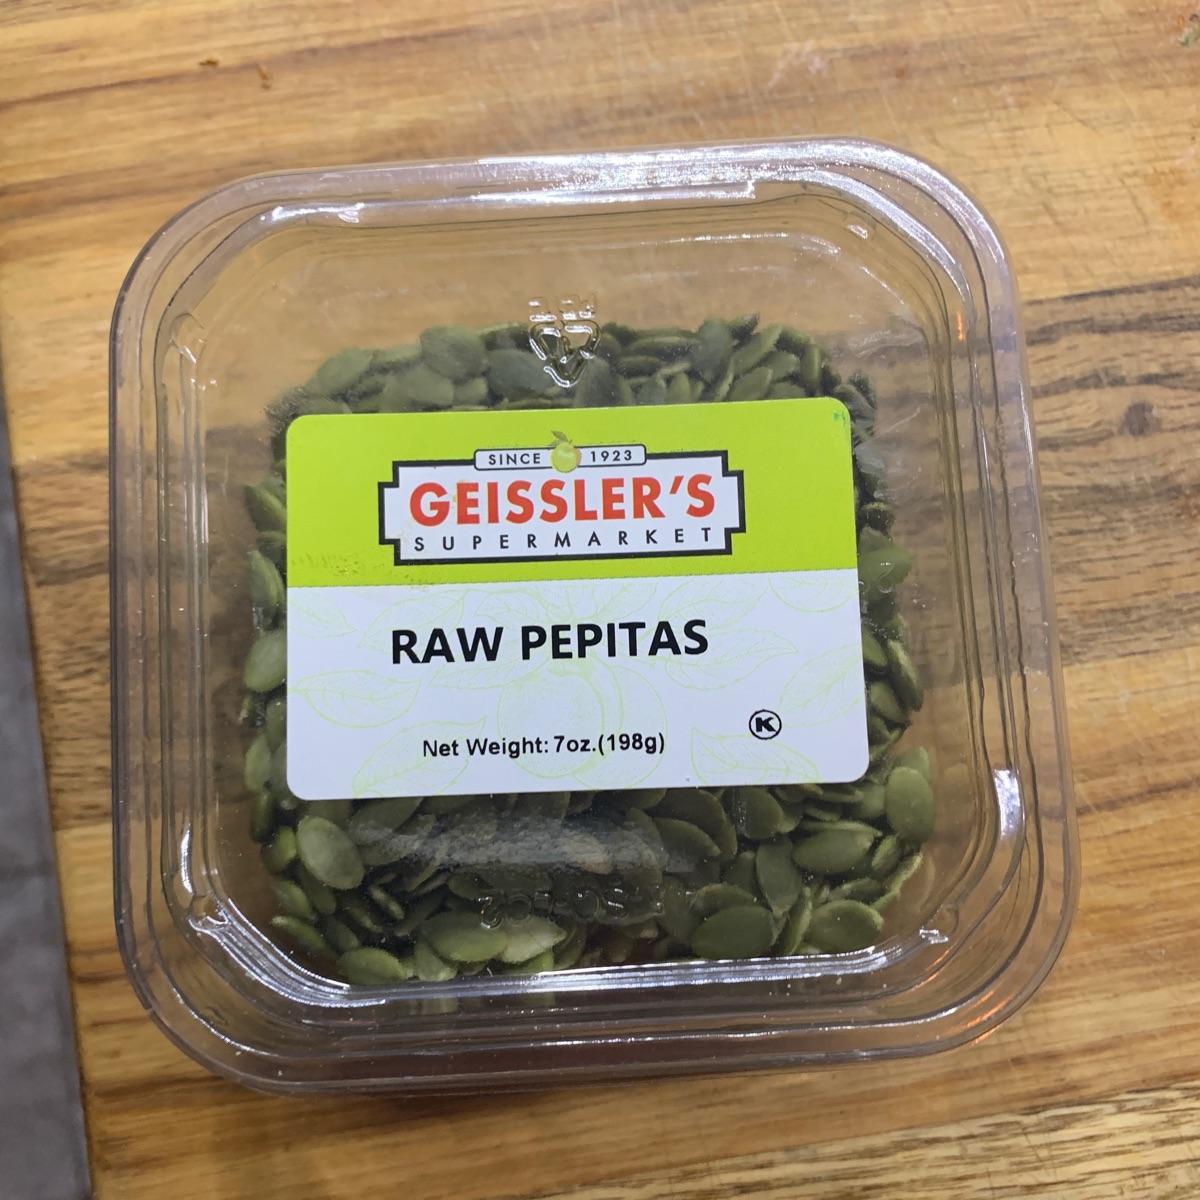 SINCE 1923
GEISSLER'S
SUPERMARKET
RAW PEPITAS
K
Net Weight: 7oz.(198g)